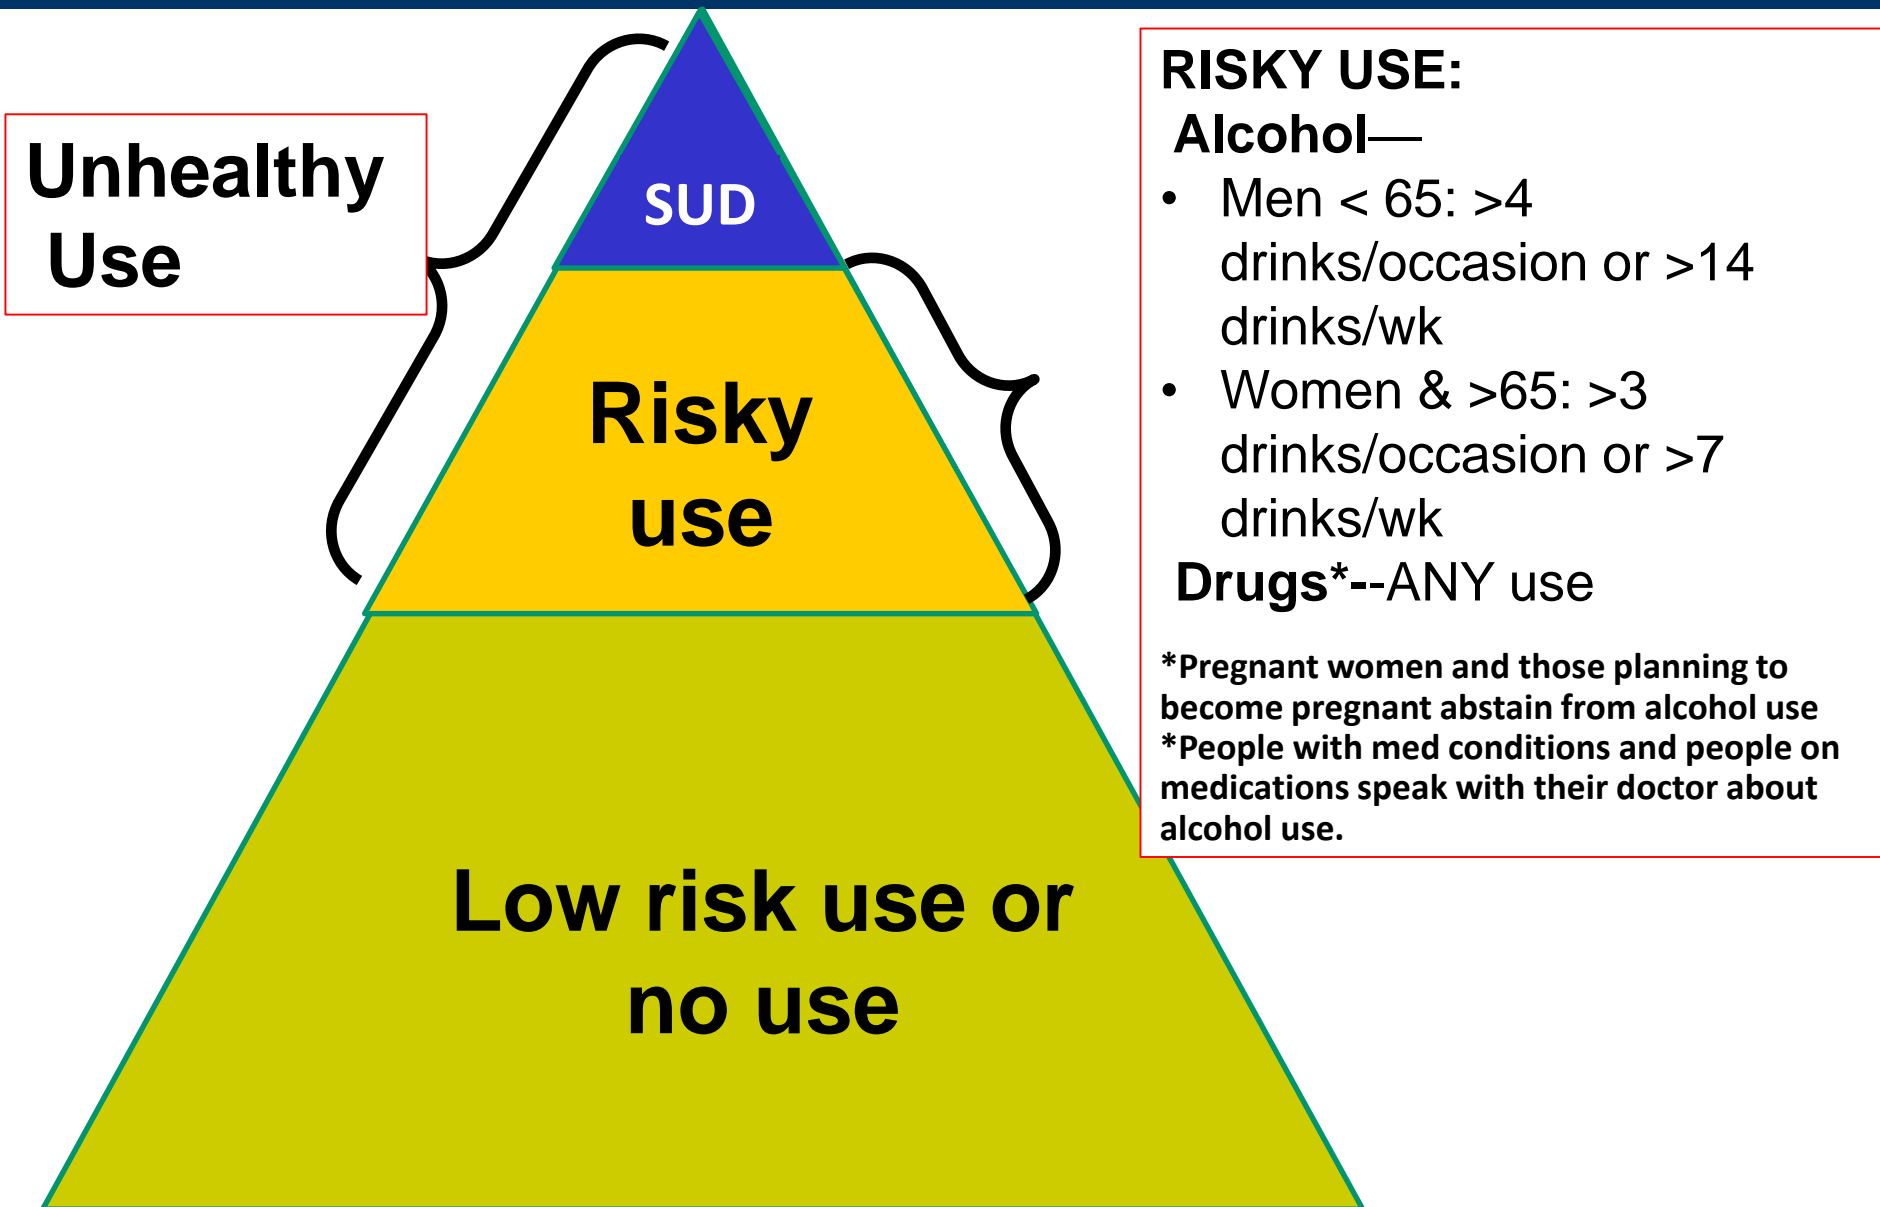 Unhealthy
Use
SUD
Risky
use
Low risk use or
no use
RISKY USE:
Alcohol—
• Men < 65: >4
drinks/occasion or >14
drinks/wk
• Women & >65: >3
drinks/occasion or >7
drinks/wk
Drugs*--ANY use
*Pregnant women and those planning to
become pregnant abstain from alcohol use
*People with med conditions and people on
medications speak with their doctor about
alcohol use.